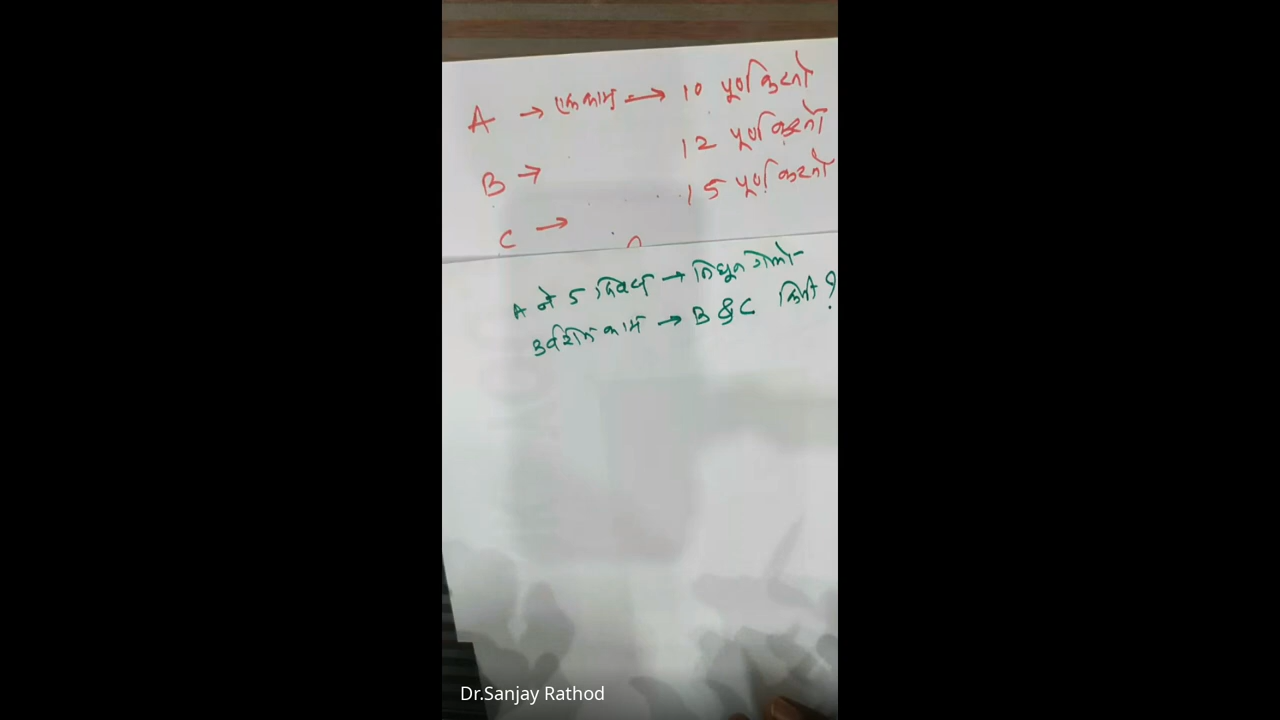 A → एक काम → 10 पूर्ण करतो
B → 12 पूर्ण करतो
C → 15 पूर्ण करतो
A ने 5 दिवस → निघून गेलो
उर्वरित काम → B & C किती ?
Dr.Sanjay Rathod